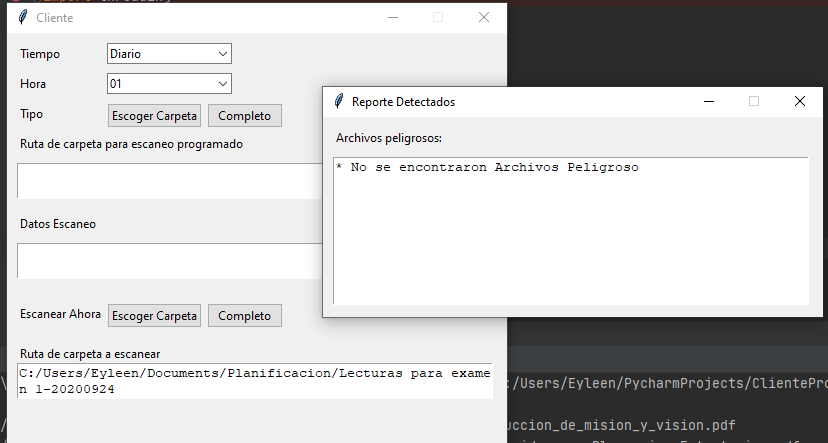 Cliente
Tiempo
Diario
Hora
01
Tipo
Escoger Carpeta
Completo
Ruta de carpeta para escaneo programado
Datos Escaneo
Escanear Ahora
Escoger Carpeta
Completo
Ruta de carpeta a escanear
C:/Users/Eyleen/Documents/Planificacion/Lecturas para exame
n 1-20200924
Reporte Detectados
Archivos peligrosos:
* No se encontraron Archivos Peligroso
:/Users/Eyleen/PycharmProjects/ClientePro
uccion_de_mision_y_vision.pdf